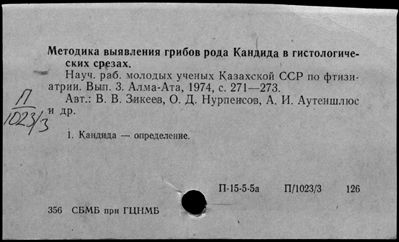 Методика выявления грибов рода Кандида в гистологиче-
ских срезах.
Науч. раб. молодых ученых Казахской ССР по фтизи-
атрии. Вып. 3. Алма-Ата, 1974, с. 271—273.
Авт.: В. В. Зикеев, О. Д. Нурпеисов, А. И. Аутеншлюс
и др.
П
1023/3
1. Кандида — определение.
П-15-5-5а П/1023/3 126
356 СБМБ при ГЦНМБ